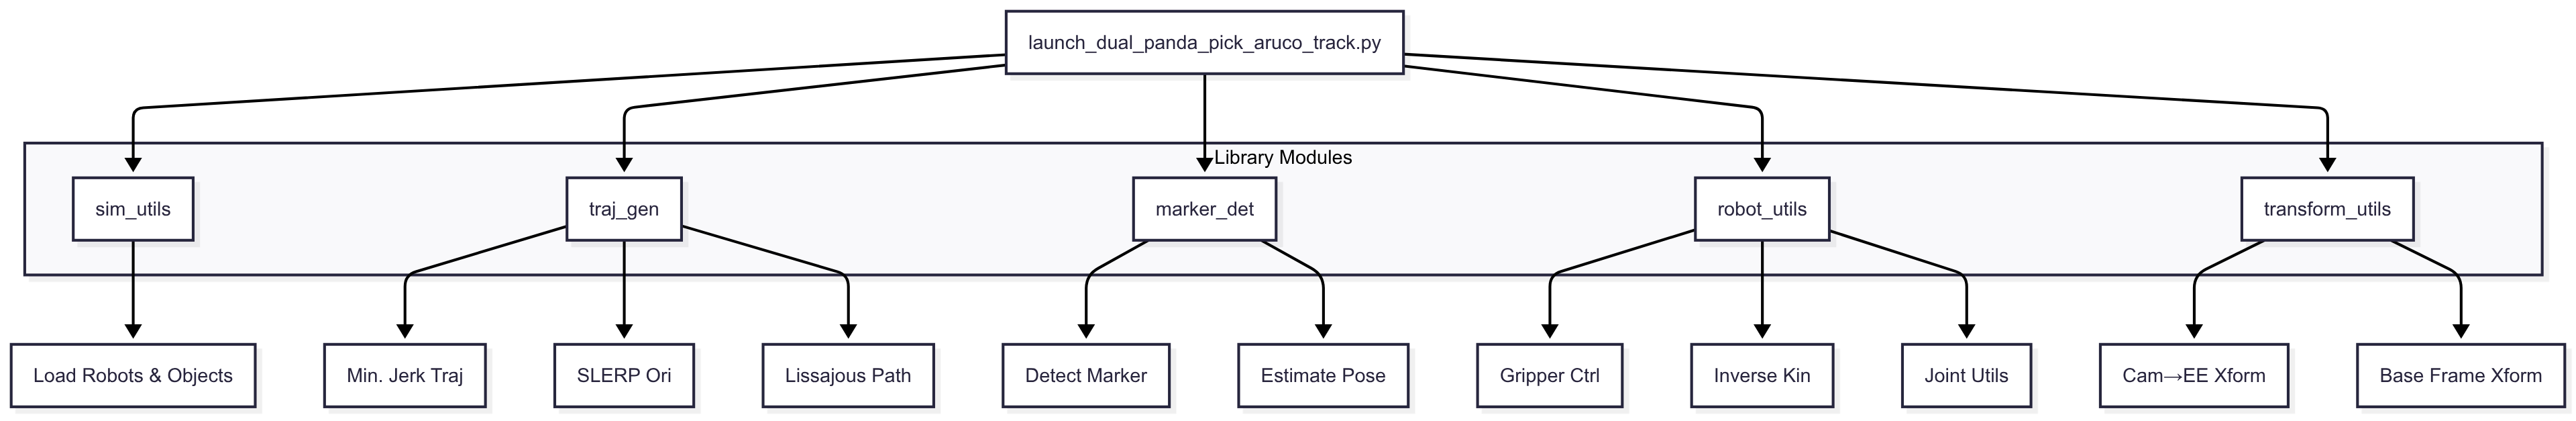 launch_dual_panda_pick_aruco_track.py
Library Modules
sim_utils
traj_gen
marker_det
robot_utils
transform_utils
Load Robots & Objects
Min. Jerk Traj
SLERP Ori
Lissajous Path
Detect Marker
Estimate Pose
Gripper Ctrl
Inverse Kin
Joint Utils
Cam→EE Xform
Base Frame Xform